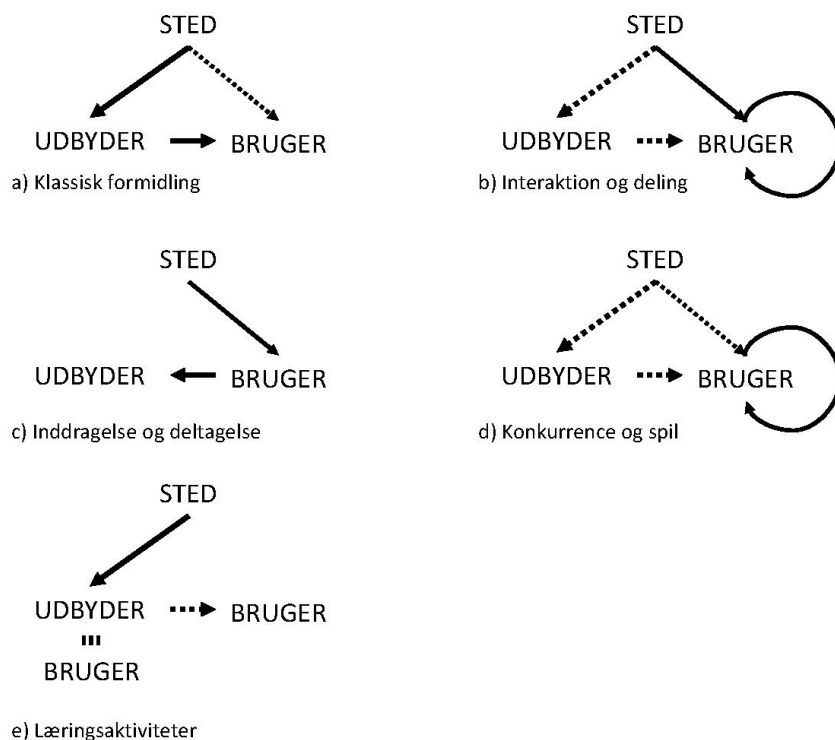 STED
UDBYDER BRUGER
a) Klassisk formidling
STED
UDBYDER BRUGER
b) Interaktion og deling
STED
UDBYDER BRUGER
c) Inddragelse og deltagelse
STED
UDBYDER BRUGER
d) Konkurrence og spil
STED
UDBYDER BRUGER
BRUGER
e) Læringsaktiviteter